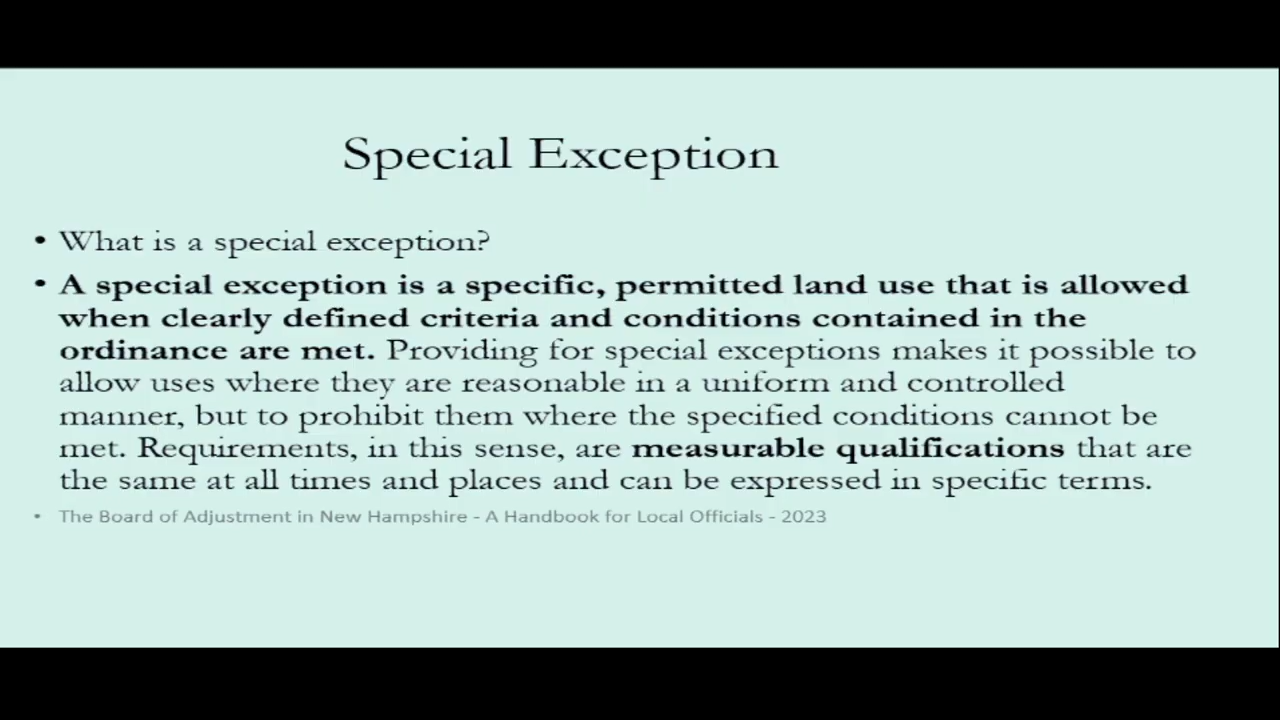 Special Exception
• What is a special exception?
• A special exception is a specific, permitted land use that is allowed
when clearly defined criteria and conditions contained in the
ordinance are met. Providing for special exceptions makes it possible to
allow uses where they are reasonable in a uniform and controlled
manner, but to prohibit them where the specified conditions cannot be
met. Requirements, in this sense, are measurable qualifications that are
the same at all times and places and can be expressed in specific terms.
• The Board of Adjustment in New Hampshire - A Handbook for Local Officials - 2023